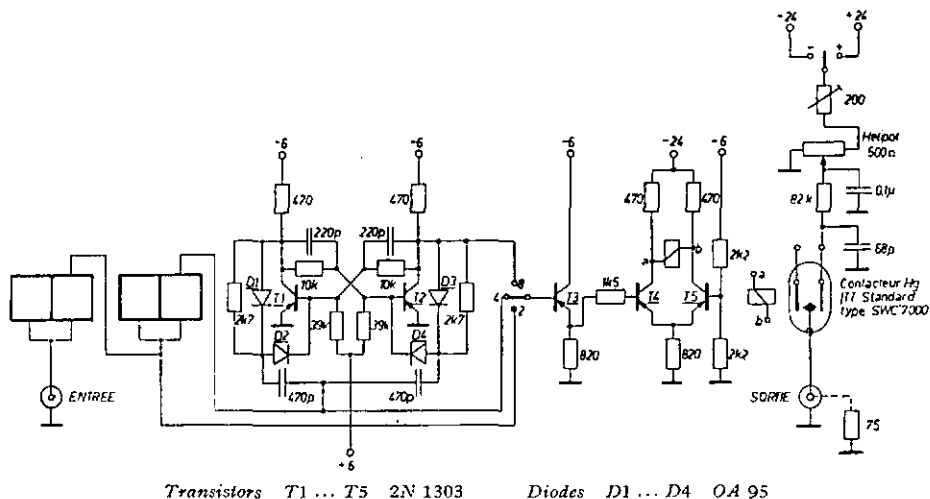 -24 +24
- +
200
Helipot
500Ω
-6 -6 -6 -24 -6
470 470 470 470
82k 0,1µ
220p 220p
68p
10k 10k
2k2
D1 D3
T1 T2 T3 T4 T5
8
4
2
1k5
a b
a
b
Contacteur Hg
ITT Standard
type SWC 7000
2k7 39k 39k 2k7
D2 D4
820 820 2k2
470p 470p
ENTRÉE
SORTIE
75
+6
Transistors T1 ... T5 2N 1303 Diodes D1 ... D4 OA 95